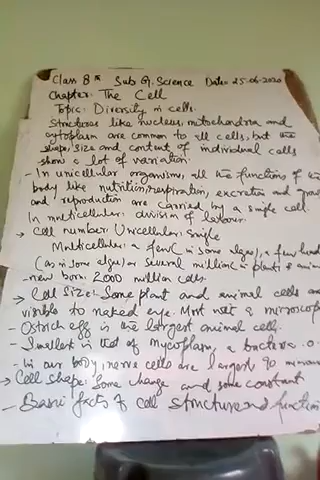 Class 8th Sub G. Science Date= 25-06-2020
Chapter: The Cell
Topic: Diversity in cells.
Structures like nucleus, mitochondria and
cytoplasm are common to all cells, but the
shape, size and content of individual cells
show a lot of variation.
- In unicellular organisms, all the functions of the
body like nutrition, respiration, excretion and
and reproduction are carried by a single cell.
In multicellular: division of labour.
→ Cell number: Unicellular: Single
Multicellular: a few (in some algae), a few
(as in some algae) or several million in plants &
- new born: 2000 million cells.
→ Cell size:- Some plant and animal cells are
visible to naked eye. Most need a
- Ostrich egg is the largest animal cell.
- Smallest is that of mycoplasm, a bacteria. 0.
- In our body, nerve cells are largest 90
→ Cell shape: Some change and some constant
- Basic facts of cell structure and function